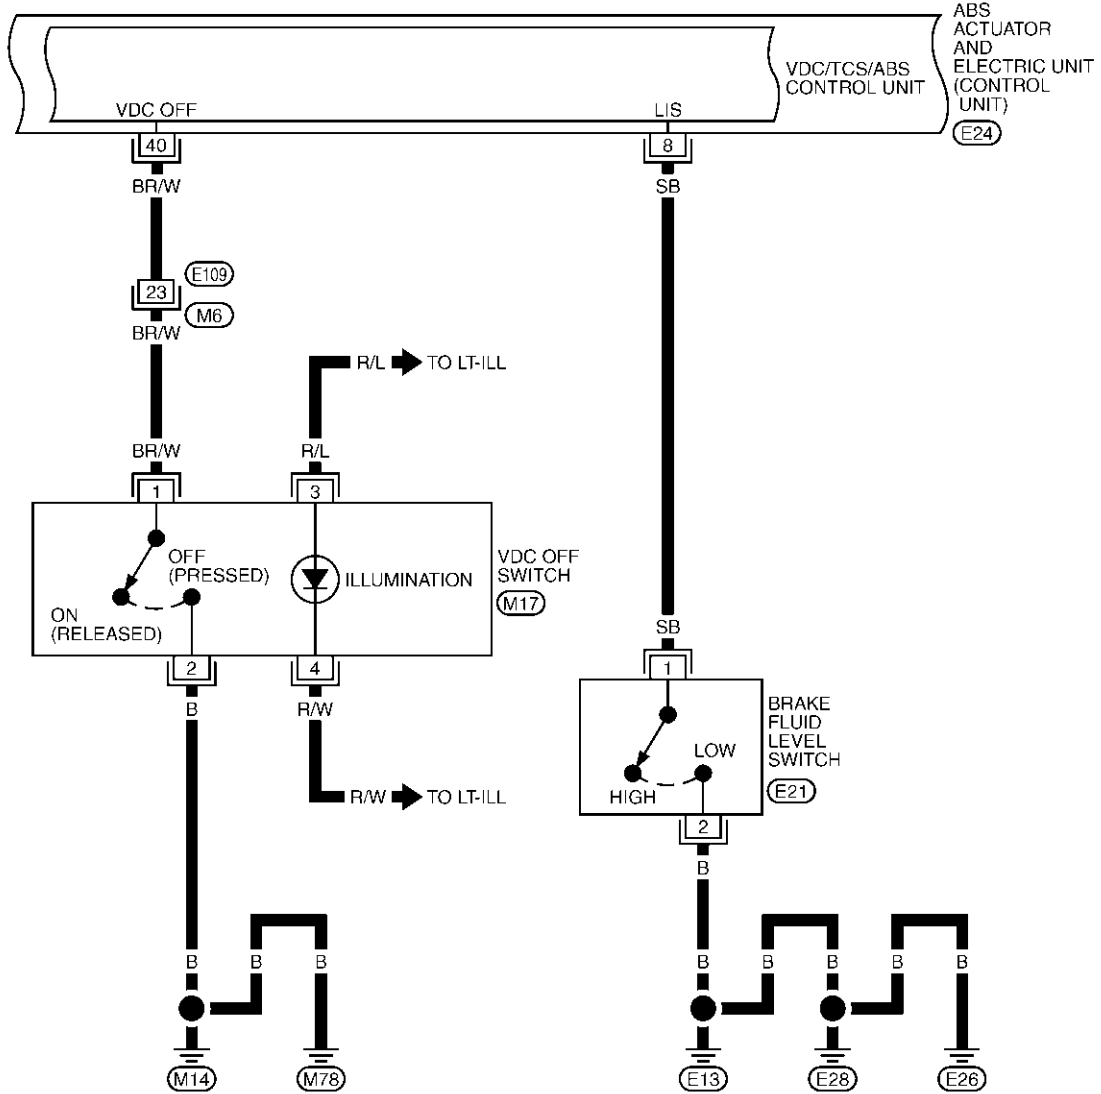 ABS
ACTUATOR
AND
ELECTRIC UNIT
(CONTROL
UNIT)
E24
VDC/TCS/ABS
CONTROL UNIT
VDC OFF
LIS
40
8
BR/W
SB
E109
23
M6
BR/W
R/L
TO LT-ILL
BR/W
R/L
1
3
OFF
(PRESSED)
ON
(RELEASED)
ILLUMINATION
VDC OFF
SWITCH
M17
SB
2
4
1
B
R/W
BRAKE
FLUID
LEVEL
SWITCH
E21
LOW
HIGH
R/W
TO LT-ILL
2
B
B
B
B
B
B
B
B
B
M14
M78
E13
E28
E26